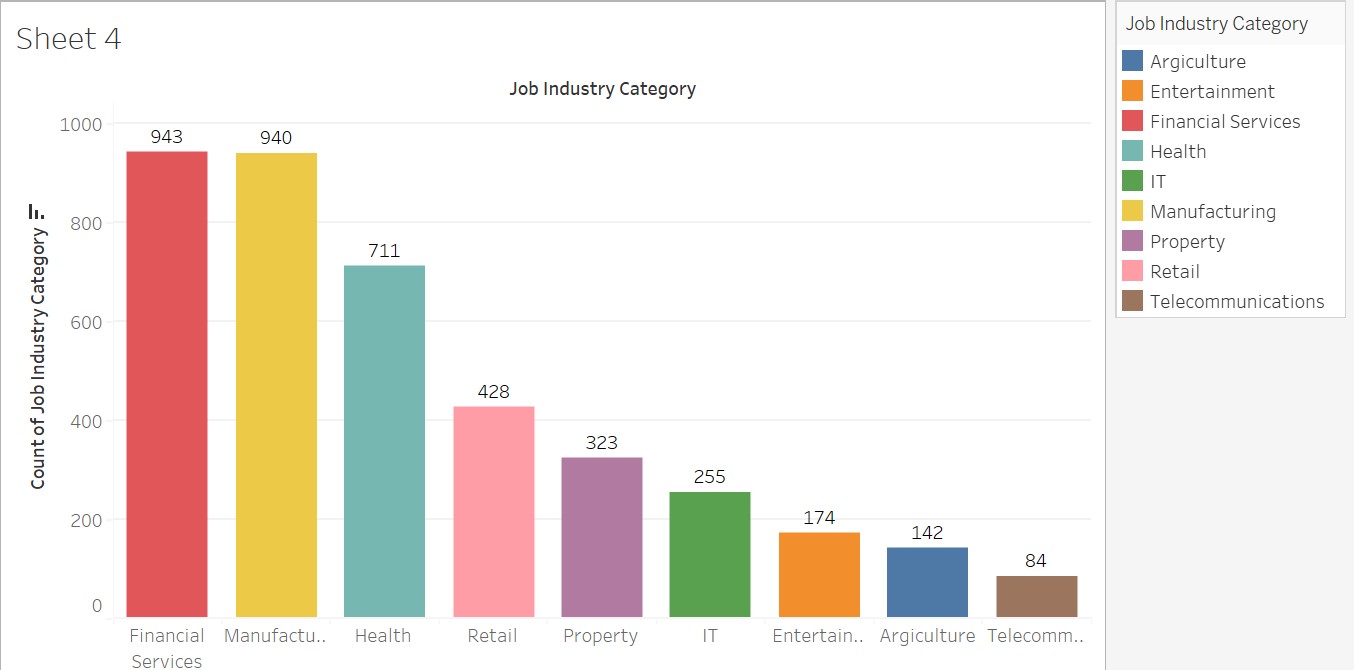 Sheet 4
Job Industry Category
Count of Job Industry Category
1000
800
600
400
200
0
943
940
711
428
323
255
174
142
84
Financial Services
Manufactu..
Health
Retail
Property
IT
Entertain..
Argiculture
Telecomm..
Job Industry Category
Argiculture
Entertainment
Financial Services
Health
IT
Manufacturing
Property
Retail
Telecommunications